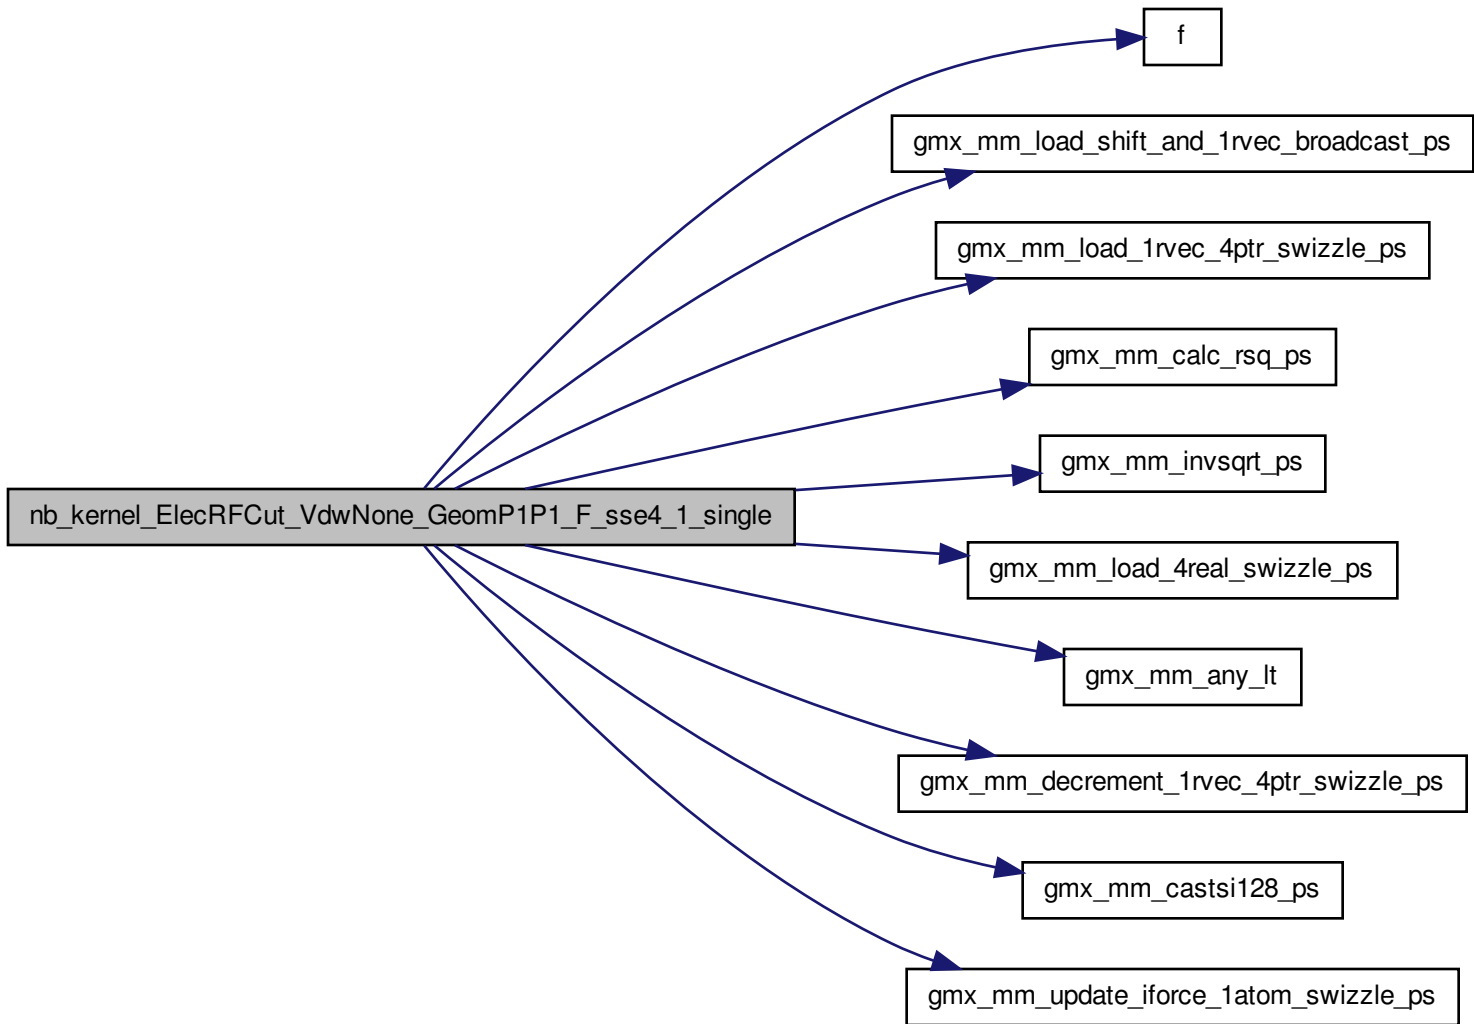 f
gmx_mm_load_shift_and_1rvec_broadcast_ps
gmx_mm_load_1rvec_4ptr_swizzle_ps
gmx_mm_calc_rsq_ps
gmx_mm_invsqrt_ps
nb_kernel_ElecRFCut_VdwNone_GeomP1P1_F_sse4_1_single
gmx_mm_load_4real_swizzle_ps
gmx_mm_any_lt
gmx_mm_decrement_1rvec_4ptr_swizzle_ps
gmx_mm_castsi128_ps
gmx_mm_update_iforce_1atom_swizzle_ps